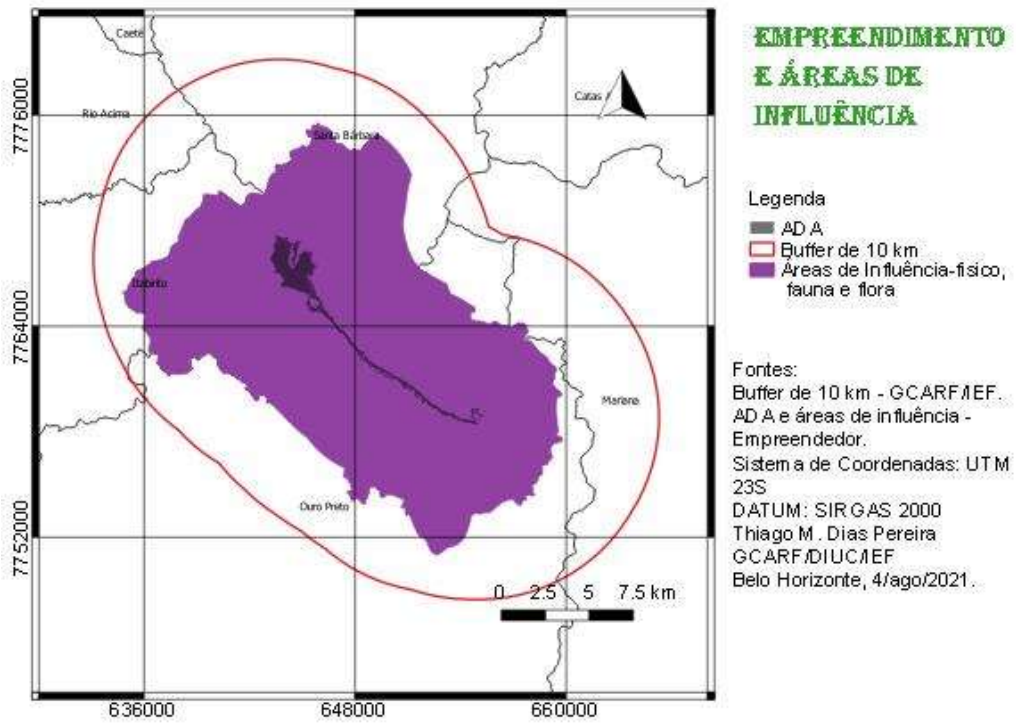 EMPREENDIMENTO
E ÁREAS DE
INFLUÊNCIA
Legenda
ADA
Buffer de 10 km
Áreas de Influência-fisico,
fauna e flora
Fontes:
Buffer de 10 km - GCARF/IEF.
ADA e áreas de influência -
Empreendedor.
Sistema de Coordenadas: UTM
23S
DATUM: SIRGAS 2000
Thiago M. Dias Pereira
GCARF/DIUC/IEF
Belo Horizonte, 4/ago/2021.
Caeté
Rio Acima
Catas A
Santa Bárbara
Itabirito
Mariana
Ouro Preto
0 2.5 5 7.5 km
7776000
7764000
7752000
636000 648000 660000